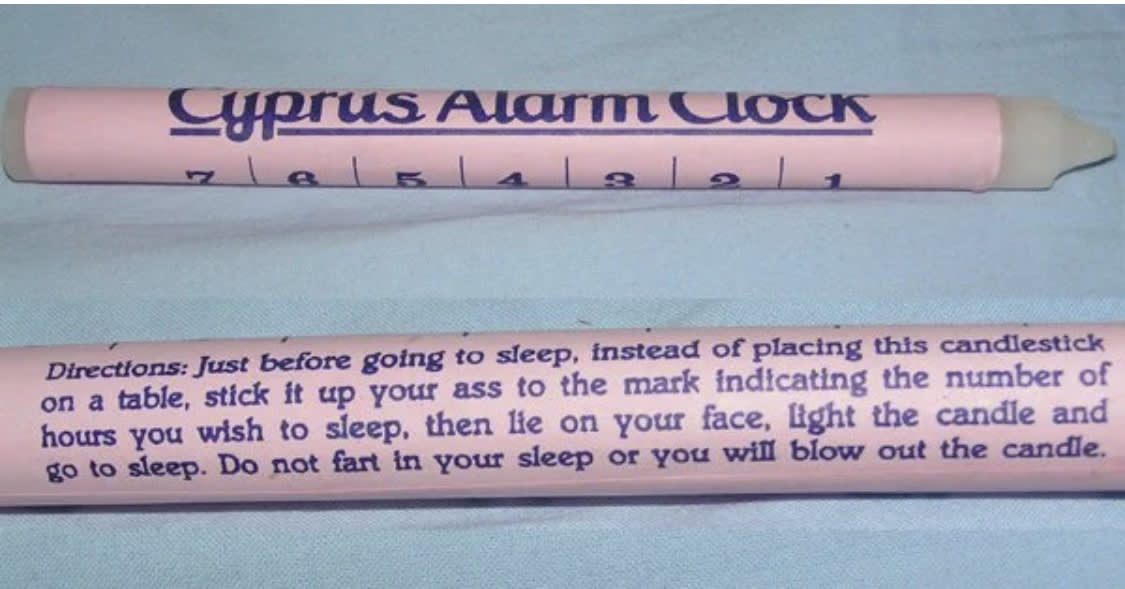 Cyprus Alarm Clock
7 6 5 4 3 2 1
Directions: Just before going to sleep, instead of placing this candlestick
on a table, stick it up your ass to the mark indicating the number of
hours you wish to sleep, then lie on your face, light the candle and
go to sleep. Do not fart in your sleep or you will blow out the candle.